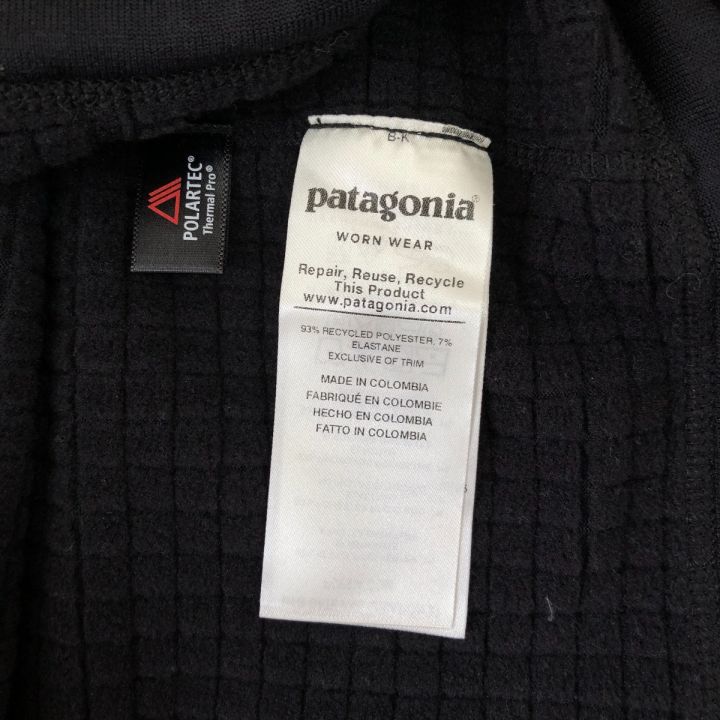 POLARTEC®
Thermal Pro®
B-K
patagonia®
WORN WEAR
Repair, Reuse, Recycle
This Product
www.patagonia.com
93% RECYCLED POLYESTER, 7%
ELASTANE
EXCLUSIVE OF TRIM
MADE IN COLOMBIA
FABRIQUÉ EN COLOMBIE
HECHO EN COLOMBIA
FATTO IN COLOMBIA